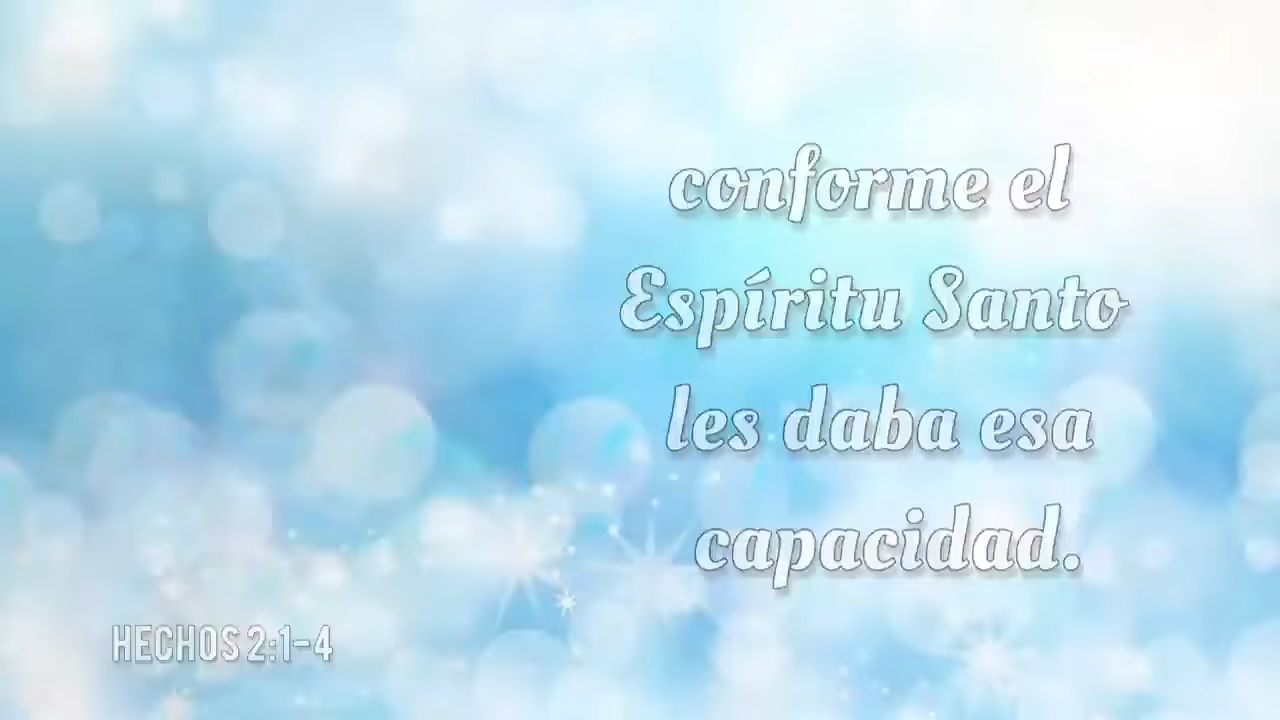 conforme el
Espíritu Santo
les daba esa
capacidad.
HECHOS 2:1-4